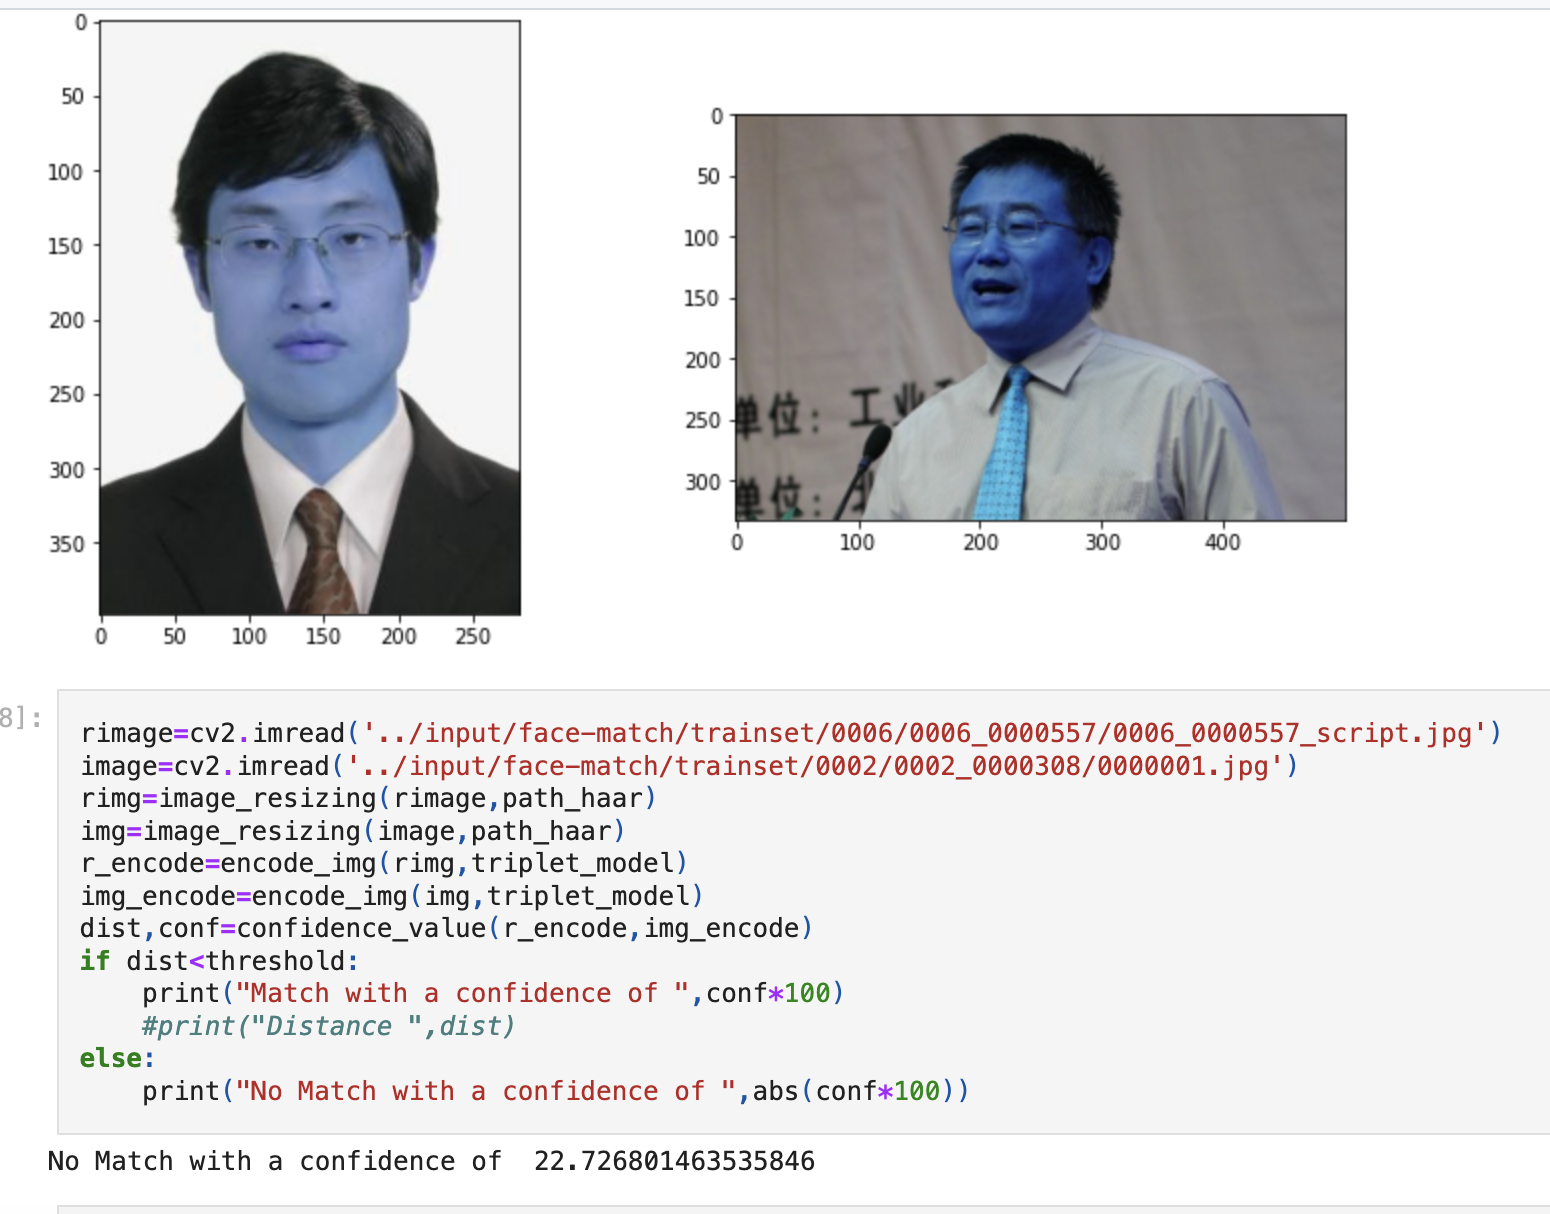 0
50
100
150
200
250
300
350
0 50 100 150 200 250
0
50
100
150
200
250
300
单位：工业
单位：
0 100 200 300 400
8]:
rimage=cv2.imread('../input/face-match/trainset/0006/0006_0000557/0006_0000557_script.jpg')
image=cv2.imread('../input/face-match/trainset/0002/0002_0000308/0000001.jpg')
rimg=image_resizing(rimage,path_haar)
img=image_resizing(image,path_haar)
r_encode=encode_img(rimg,triplet_model)
img_encode=encode_img(img,triplet_model)
dist,conf=confidence_value(r_encode,img_encode)
if dist<threshold:
    print("Match with a confidence of ",conf*100)
    #print("Distance ",dist)
else:
    print("No Match with a confidence of ",abs(conf*100))
No Match with a confidence of  22.726801463535846